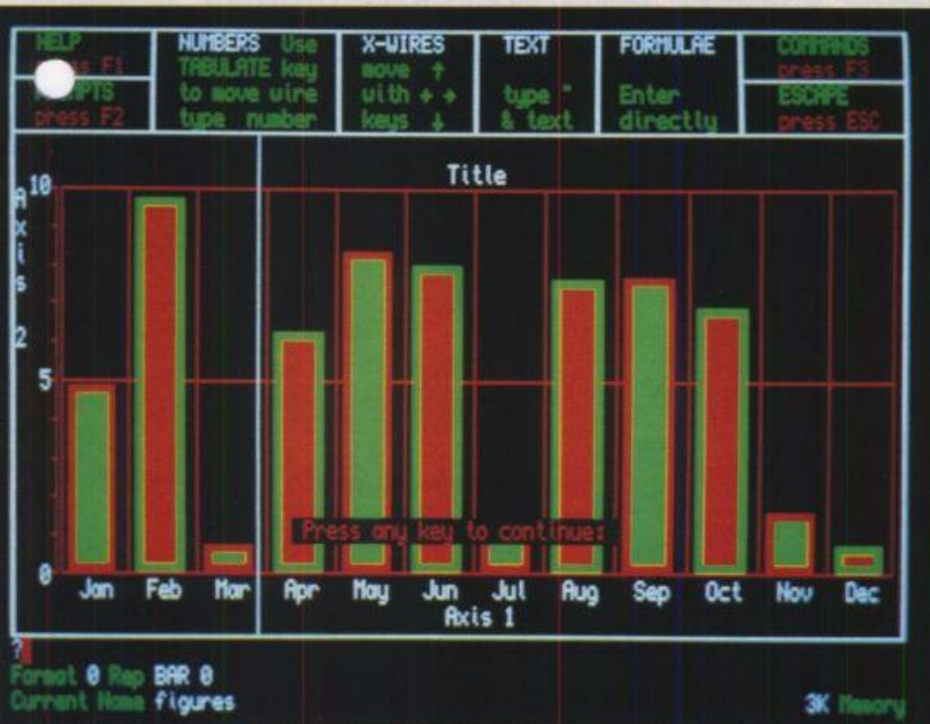 HELP
press F1
PROMPTS
press F2
NUMBERS Use
TABULATE key
to move wire
type number
X-WIRES
move ↑
with ← →
keys ↓
TEXT
type "
& text
FORMULAE
Enter
directly
COMMANDS
press F3
ESCAPE
press ESC
Title
10
5
0
Axis 2
Press any key to continue:
Jan Feb Mar Apr May Jun Jul Aug Sep Oct Nov Dec
Axis 1
?
Format 0 Rep BAR 0
Current Name figures
3K Memory